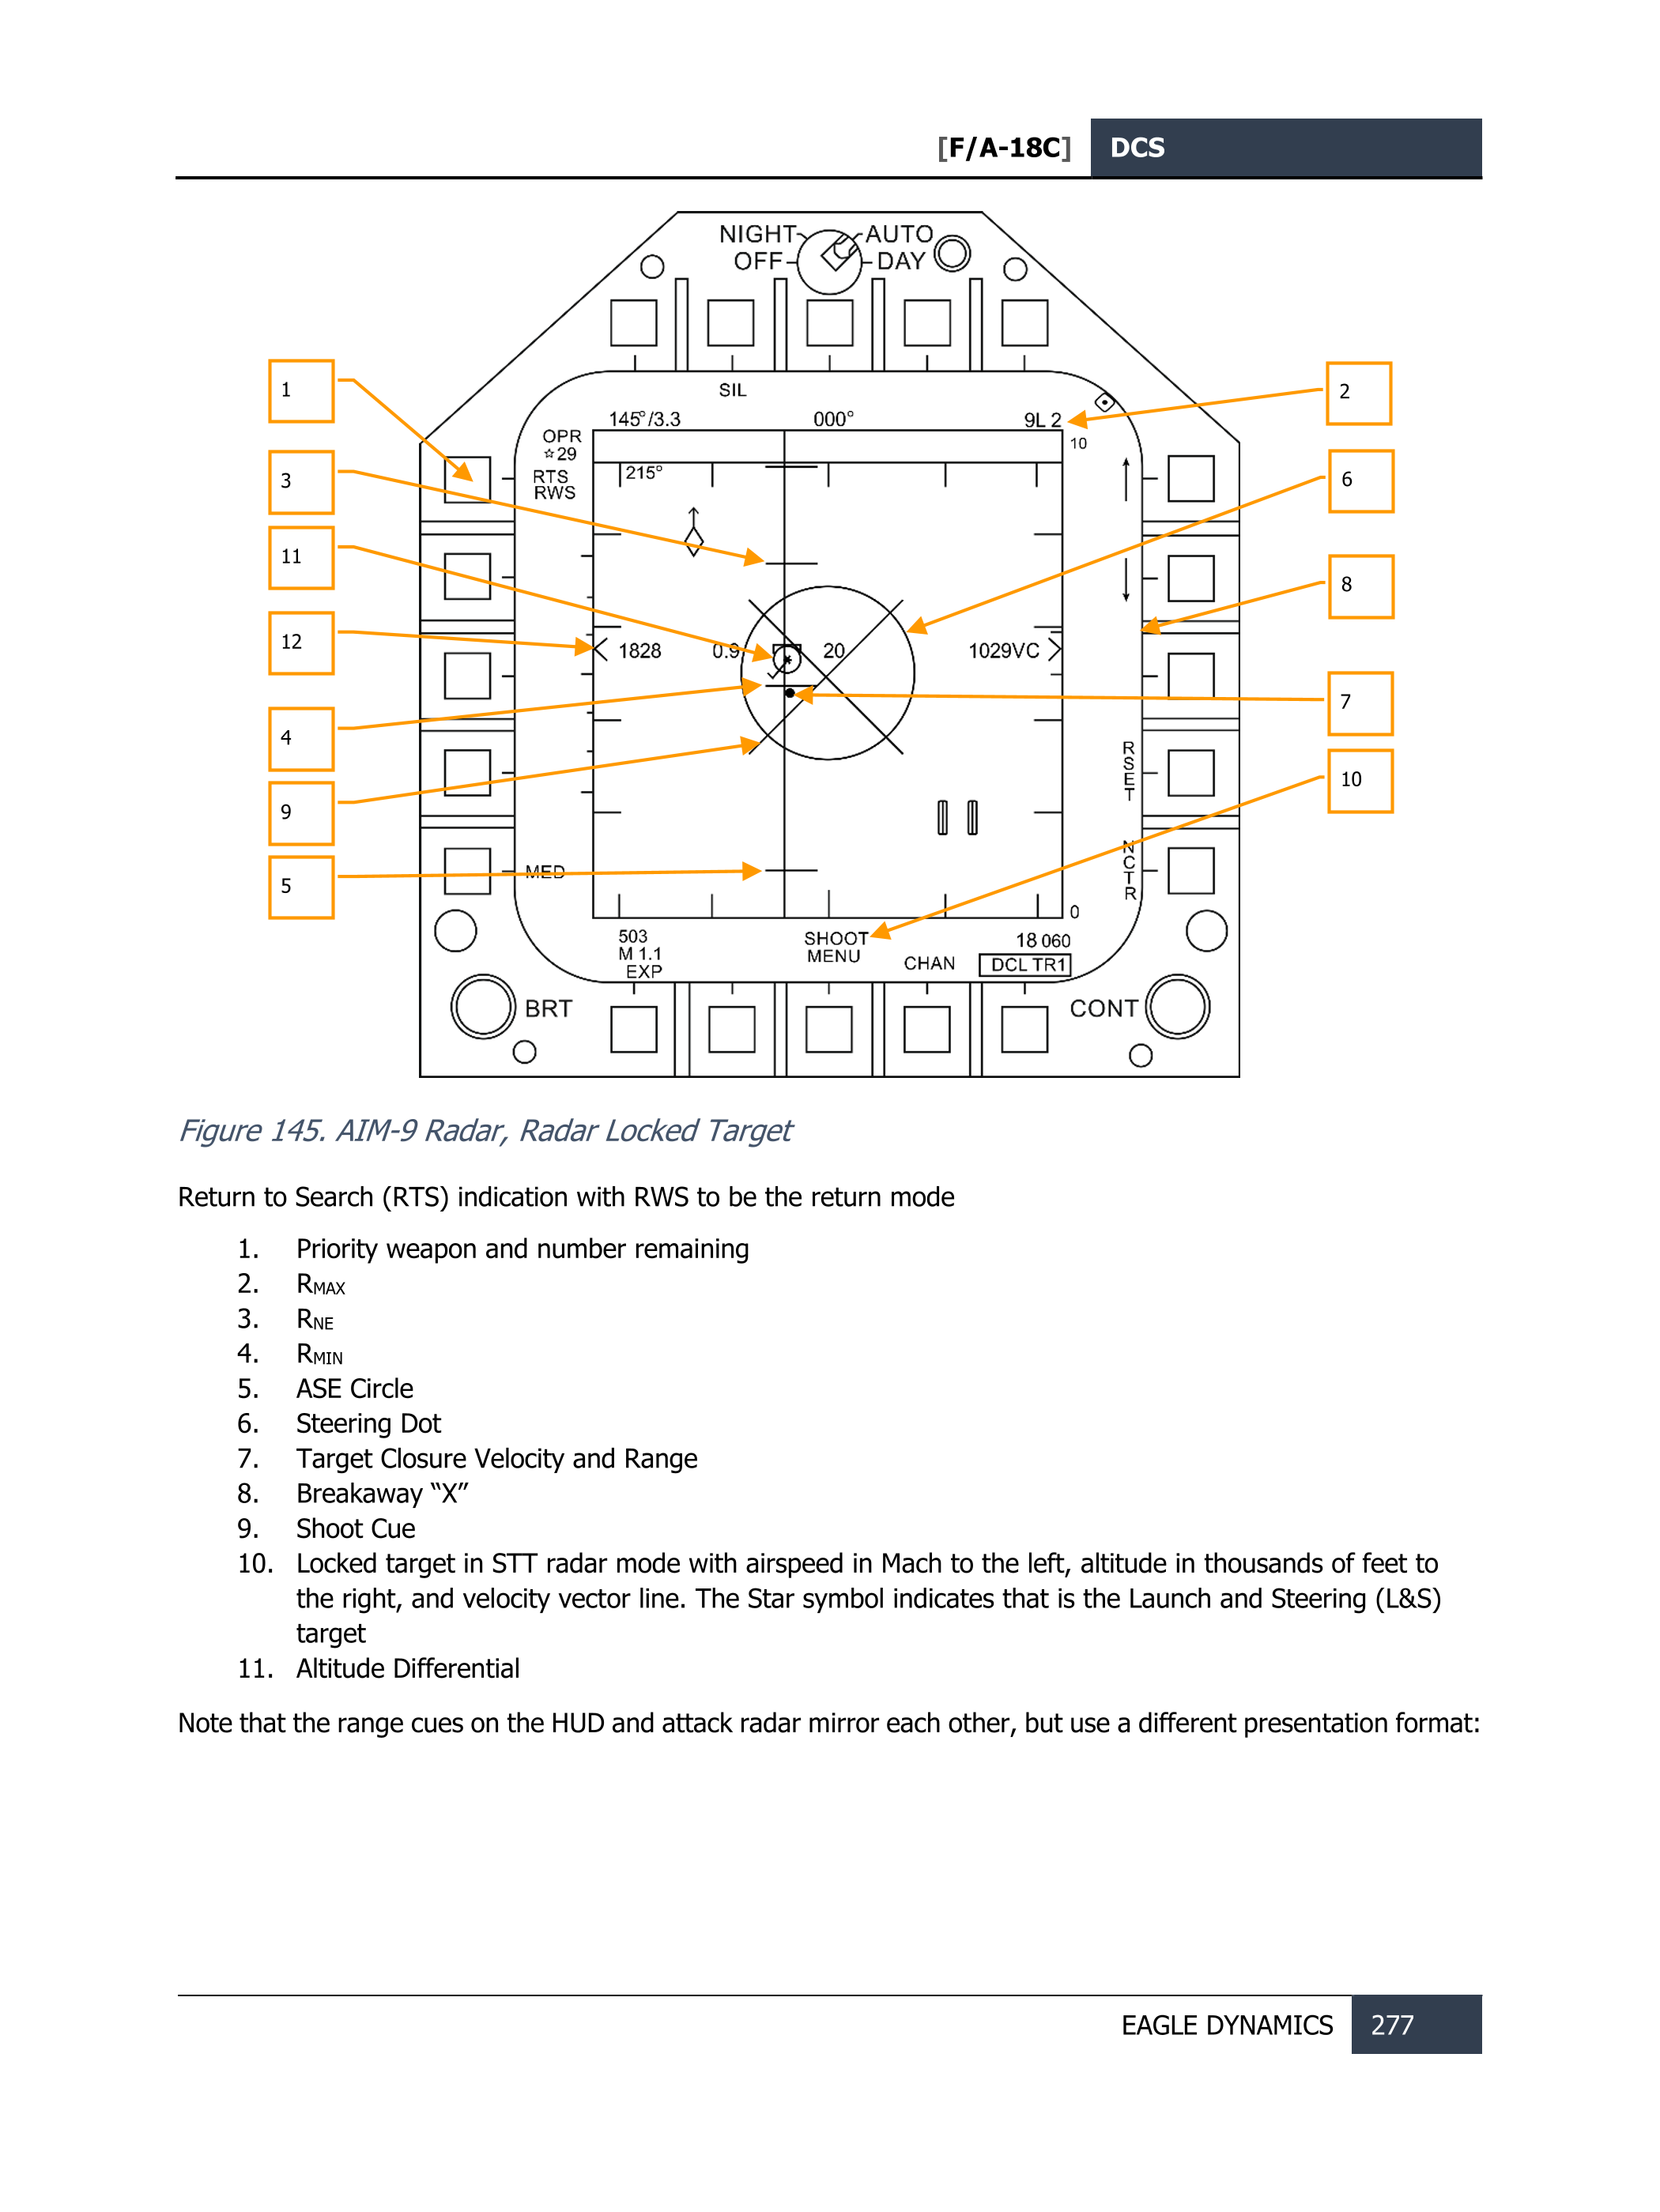 [F/A-18C] DCS
NIGHT AUTO
OFF DAY
1
2
3
6
11
8
12
7
4
10
9
5
SIL
145°/3.3 000° 9L 2
OPR
☆29
RTS
RWS
10
215°
1828 0.9 20 1029VC
RSET
NCTR
MED
0
503 SHOOT 18 060
M 1.1 MENU
EXP CHAN DCL TR1
BRT CONT
Figure 145. AIM-9 Radar, Radar Locked Target
Return to Search (RTS) indication with RWS to be the return mode
1. Priority weapon and number remaining
2. RMAX
3. RNE
4. RMIN
5. ASE Circle
6. Steering Dot
7. Target Closure Velocity and Range
8. Breakaway “X”
9. Shoot Cue
10. Locked target in STT radar mode with airspeed in Mach to the left, altitude in thousands of feet to
the right, and velocity vector line. The Star symbol indicates that is the Launch and Steering (L&S)
target
11. Altitude Differential
Note that the range cues on the HUD and attack radar mirror each other, but use a different presentation format:
EAGLE DYNAMICS 277